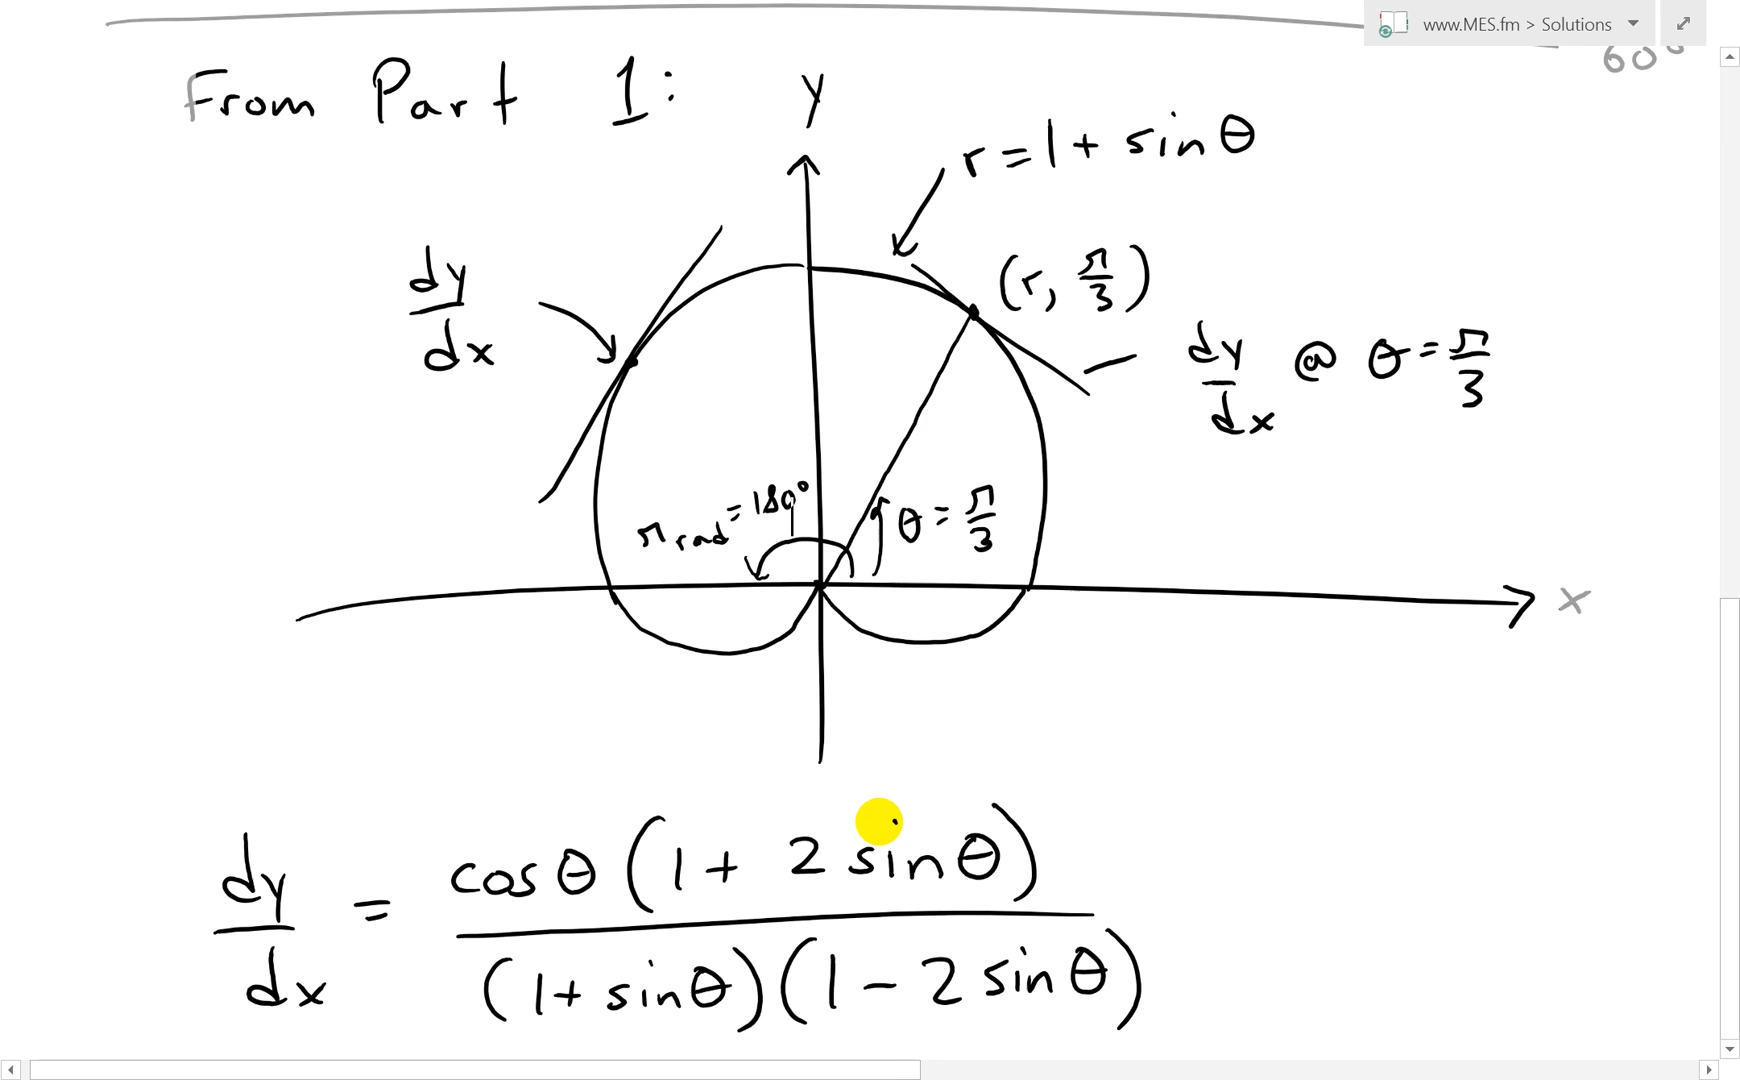 www.MES.fm > Solutions
60°
From Part 1:
y
r = 1 + sin θ
dy/dx
(r, π/3)
dy/dx @ θ = π/3
π rad = 180°
θ = π/3
x
dy/dx = cos θ (1 + 2 sin θ) / (1 + sin θ)(1 − 2 sin θ)